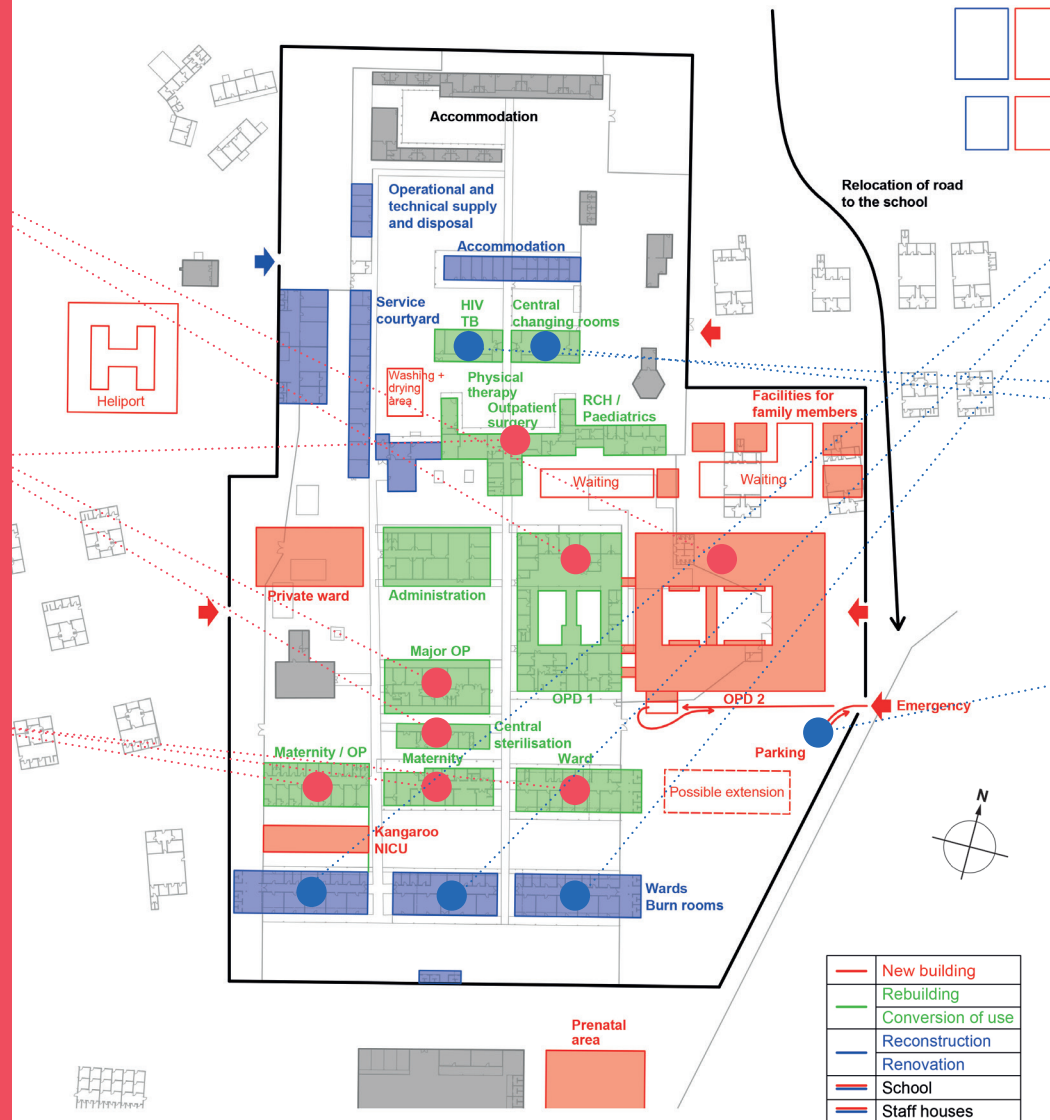 Accommodation
Relocation of road
to the school
Operational and
technical supply
and disposal
Accommodation
Service
courtyard
HIV
TB
Central
changing rooms
H
Heliport
Washing +
drying
area
Physical
therapy
Outpatient
surgery
RCH /
Paediatrics
Facilities for
family members
Waiting
Waiting
Private ward
Administration
Major OP
OPD 1
OPD 2
Emergency
Central
sterilisation
Parking
Maternity / OP
Maternity
Ward
Possible extension
N
Kangaroo
NICU
Wards
Burn rooms
Prenatal
area
New building
Rebuilding
Conversion of use
Reconstruction
Renovation
School
Staff houses